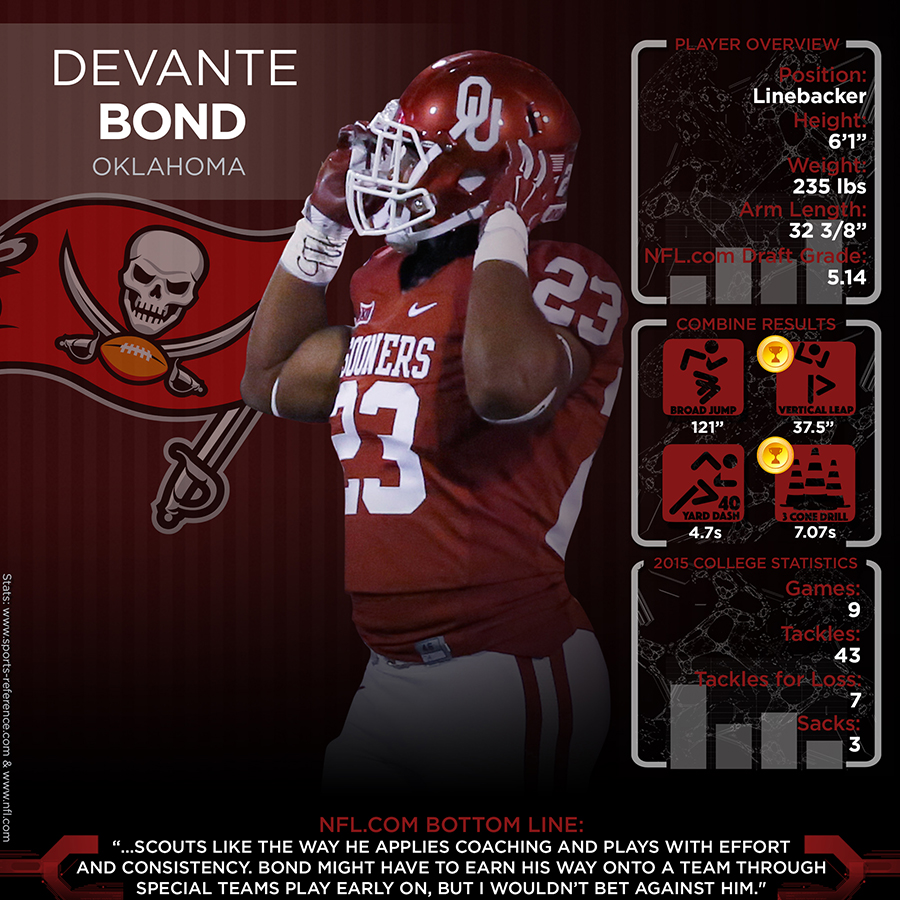 DEVANTE
BOND
OKLAHOMA
OU
23
SOONERS
23
PLAYER OVERVIEW
Position:
Linebacker
Height:
6'1”
Weight:
235 lbs
Arm Length:
32 3/8”
NFL.com Draft Grade:
5.14
COMBINE RESULTS
BROAD JUMP
121”
VERTICAL LEAP
37.5”
40
YARD DASH
4.7s
3 CONE DRILL
7.07s
2015 COLLEGE STATISTICS
Games:
9
Tackles:
43
Tackles for Loss:
7
Sacks:
3
Stats: www.sports-reference.com & www.nfl.com
NFL.COM BOTTOM LINE:
“...SCOUTS LIKE THE WAY HE APPLIES COACHING AND PLAYS WITH EFFORT
AND CONSISTENCY. BOND MIGHT HAVE TO EARN HIS WAY ONTO A TEAM THROUGH
SPECIAL TEAMS PLAY EARLY ON, BUT I WOULDN'T BET AGAINST HIM."